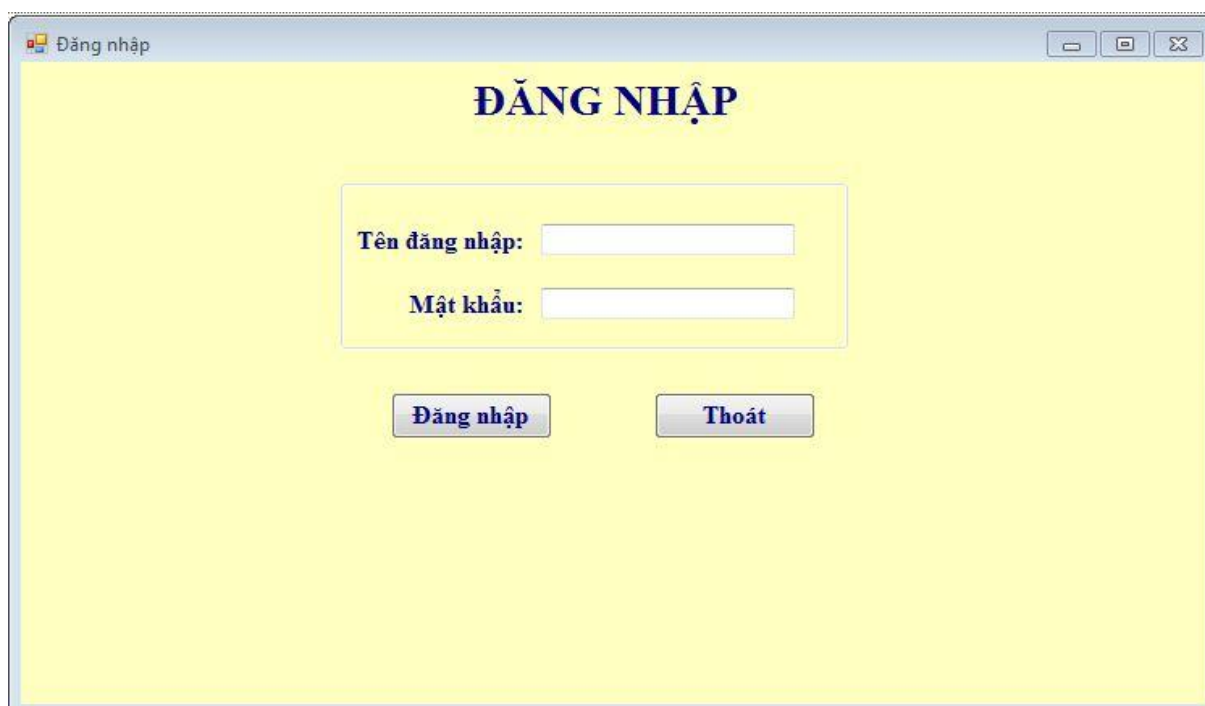 Đăng nhập
ĐĂNG NHẬP
Tên đăng nhập:
Mật khẩu:
Đăng nhập
Thoát